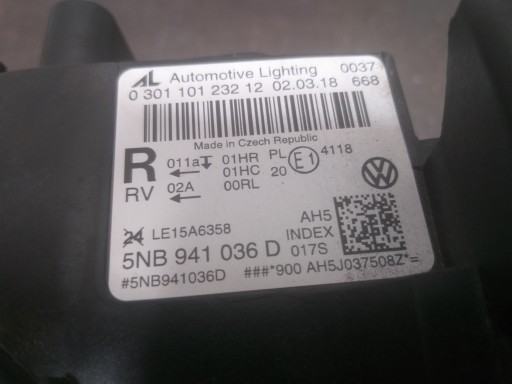 AL Automotive Lighting 0037
0 301 101 232 12 02.03.18 668
Made in Czech Republic
R 011a 01HR PL E1 4118
← 01HC 20
RV 02A 00RL
←
24 LE15A6358 AH5
5NB 941 036 D INDEX 017S
#5NB941036D ###*900 AH5J037508Z*=